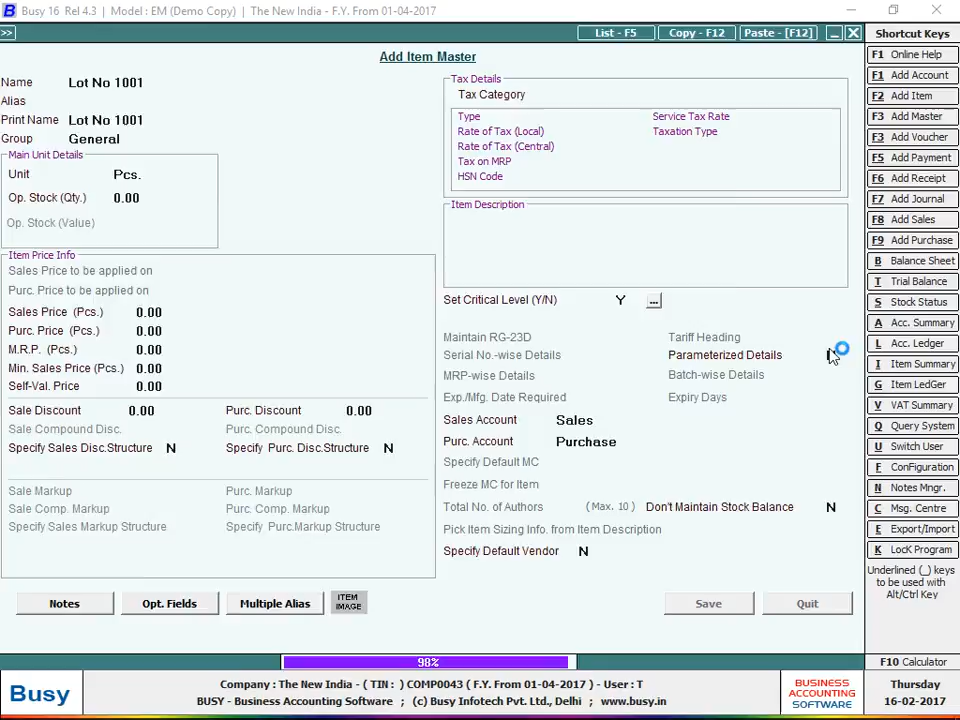 Busy 16 Rel 4.3 | Model : EM (Demo Copy) | The New India - F.Y. From 01-04-2017
>>
List - F5
Copy - F12
Paste - [F12]
Shortcut Keys
Add Item Master
Name Lot No 1001
Alias
Print Name Lot No 1001
Group General
Main Unit Details
Unit Pcs.
Op. Stock (Qty.) 0.00
Op. Stock (Value)
Item Price Info
Sales Price to be applied on
Purc. Price to be applied on
Sales Price (Pcs.) 0.00
Purc. Price (Pcs.) 0.00
M.R.P. (Pcs.) 0.00
Min. Sales Price (Pcs.) 0.00
Self-Val. Price 0.00
Sale Discount 0.00 Purc. Discount 0.00
Sale Compound Disc. Purc. Compound Disc.
Specify Sales Disc.Structure N Specify Purc. Disc.Structure N
Sale Markup Purc. Markup
Sale Comp. Markup Purc. Comp. Markup
Specify Sales Markup Structure Specify Purc.Markup Structure
Notes
Opt. Fields
Multiple Alias
ITEM
IMAGE
Tax Details
Tax Category
Type Service Tax Rate
Rate of Tax (Local) Taxation Type
Rate of Tax (Central)
Tax on MRP
HSN Code
Item Description
Set Critical Level (Y/N) Y ...
Maintain RG-23D Tariff Heading
Serial No.-wise Details Parameterized Details
MRP-wise Details Batch-wise Details
Exp./Mfg. Date Required Expiry Days
Sales Account Sales
Purc. Account Purchase
Specify Default MC
Freeze MC for Item
Total No. of Authors (Max. 10) Don't Maintain Stock Balance N
Pick Item Sizing Info. from Item Description
Specify Default Vendor N
Save
Quit
F1 Online Help
F1 Add Account
F2 Add Item
F3 Add Master
F3 Add Voucher
F5 Add Payment
F6 Add Receipt
F7 Add Journal
F8 Add Sales
F9 Add Purchase
B Balance Sheet
T Trial Balance
S Stock Status
A Acc. Summary
L Acc. Ledger
I Item Summary
G Item LedGer
V VAT Summary
Q Query System
U Switch User
F ConFiguration
N Notes Mngr.
C Msg. Centre
E Export/Import
K LocK Program
Underlined (_) keys
to be used with
Alt/Ctrl Key
98%
F10 Calculator
Busy
Company : The New India - ( TIN : ) COMP0043 ( F.Y. From 01-04-2017 ) - User : T
BUSY - Business Accounting Software ; (c) Busy Infotech Pvt. Ltd., Delhi ; www.busy.in
BUSINESS
ACCOUNTING
SOFTWARE
Thursday
16-02-2017